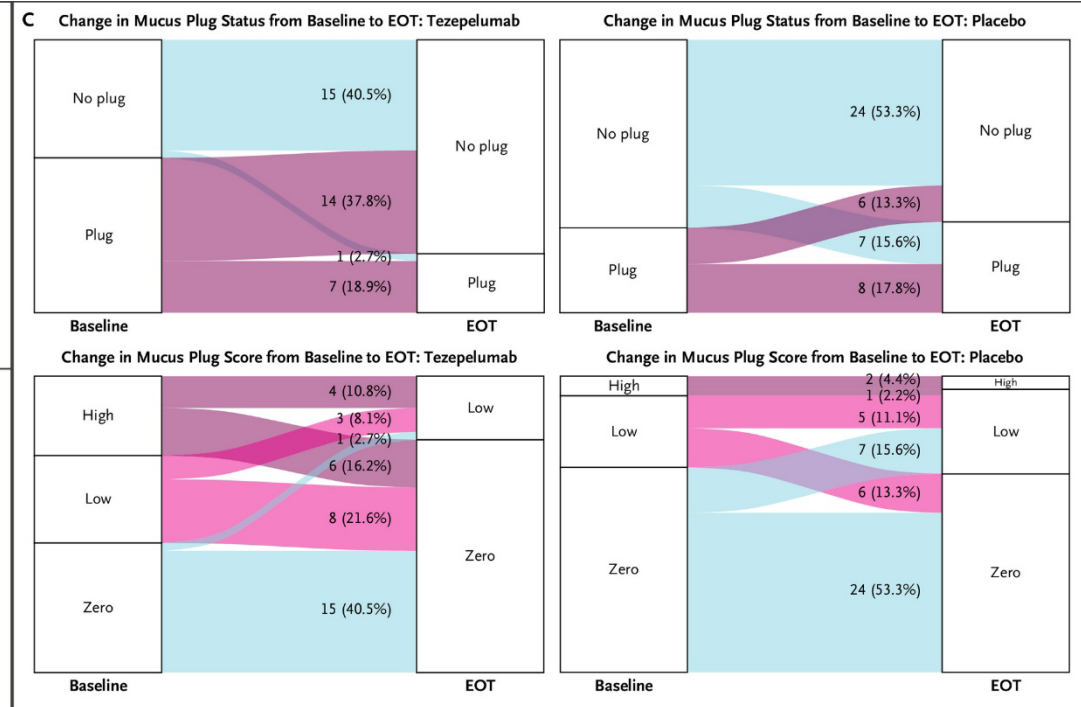 C
Change in Mucus Plug Status from Baseline to EOT: Tezepelumab
No plug
Plug
15 (40.5%)
14 (37.8%)
1 (2.7%)
7 (18.9%)
No plug
Plug
Baseline
EOT
Change in Mucus Plug Status from Baseline to EOT: Placebo
No plug
Plug
24 (53.3%)
6 (13.3%)
7 (15.6%)
8 (17.8%)
No plug
Plug
Baseline
EOT
Change in Mucus Plug Score from Baseline to EOT: Tezepelumab
High
Low
Zero
4 (10.8%)
3 (8.1%)
1 (2.7%)
6 (16.2%)
8 (21.6%)
15 (40.5%)
Low
Zero
Baseline
EOT
Change in Mucus Plug Score from Baseline to EOT: Placebo
High
Low
Zero
2 (4.4%)
1 (2.2%)
5 (11.1%)
7 (15.6%)
6 (13.3%)
24 (53.3%)
High
Low
Zero
Baseline
EOT